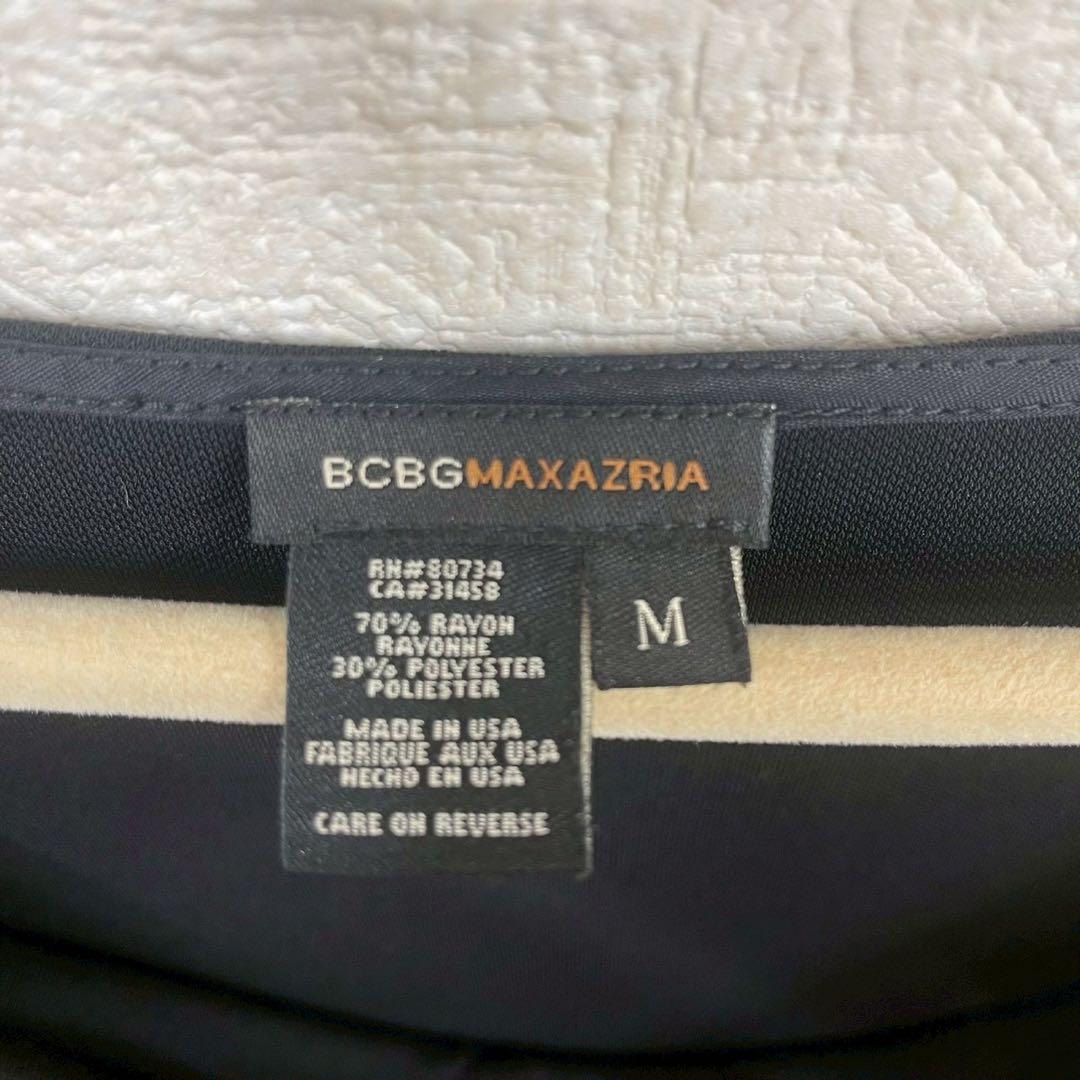 BCBGMAXAZRIA
RN#80734
CA#31458
70% RAYON
RAYONNE
30% POLYESTER
POLIESTER
MADE IN USA
FABRIQUE AUX USA
HECHO EN USA
CARE ON REVERSE
M